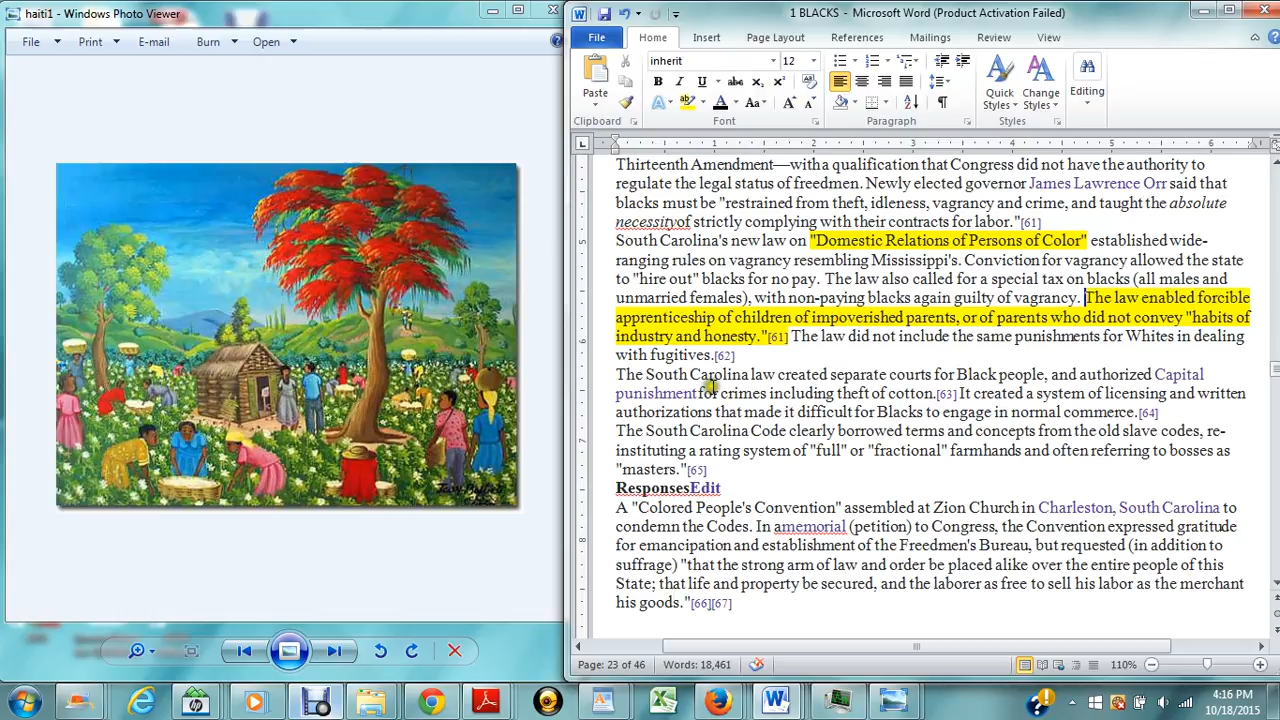 haiti1 - Windows Photo Viewer
File Print E-mail Burn Open
1 BLACKS - Microsoft Word (Product Activation Failed)
File Home Insert Page Layout References Mailings Review View
inherit 12
Paste
Quick Styles
Change Styles
Editing
Clipboard Font Paragraph Styles
1 2 3 4 5 6
Thirteenth Amendment—with a qualification that Congress did not have the authority to
regulate the legal status of freedmen. Newly elected governor James Lawrence Orr said that
blacks must be "restrained from theft, idleness, vagrancy and crime, and taught the absolute
necessityof strictly complying with their contracts for labor."[61]
South Carolina's new law on "Domestic Relations of Persons of Color" established wide-
ranging rules on vagrancy resembling Mississippi's. Conviction for vagrancy allowed the state
to "hire out" blacks for no pay. The law also called for a special tax on blacks (all males and
unmarried females), with non-paying blacks again guilty of vagrancy. The law enabled forcible
apprenticeship of children of impoverished parents, or of parents who did not convey "habits of
industry and honesty."[61] The law did not include the same punishments for Whites in dealing
with fugitives.[62]
The South Carolina law created separate courts for Black people, and authorized Capital
punishmentfor crimes including theft of cotton.[63] It created a system of licensing and written
authorizations that made it difficult for Blacks to engage in normal commerce.[64]
The South Carolina Code clearly borrowed terms and concepts from the old slave codes, re-
instituting a rating system of "full" or "fractional" farmhands and often referring to bosses as
"masters."[65]
ResponsesEdit
A "Colored People's Convention" assembled at Zion Church in Charleston, South Carolina to
condemn the Codes. In amemorial (petition) to Congress, the Convention expressed gratitude
for emancipation and establishment of the Freedmen's Bureau, but requested (in addition to
suffrage) "that the strong arm of law and order be placed alike over the entire people of this
State; that life and property be secured, and the laborer as free to sell his labor as the merchant
his goods."[66][67]
Page: 23 of 46 Words: 18,461 110%
4:16 PM
10/18/2015